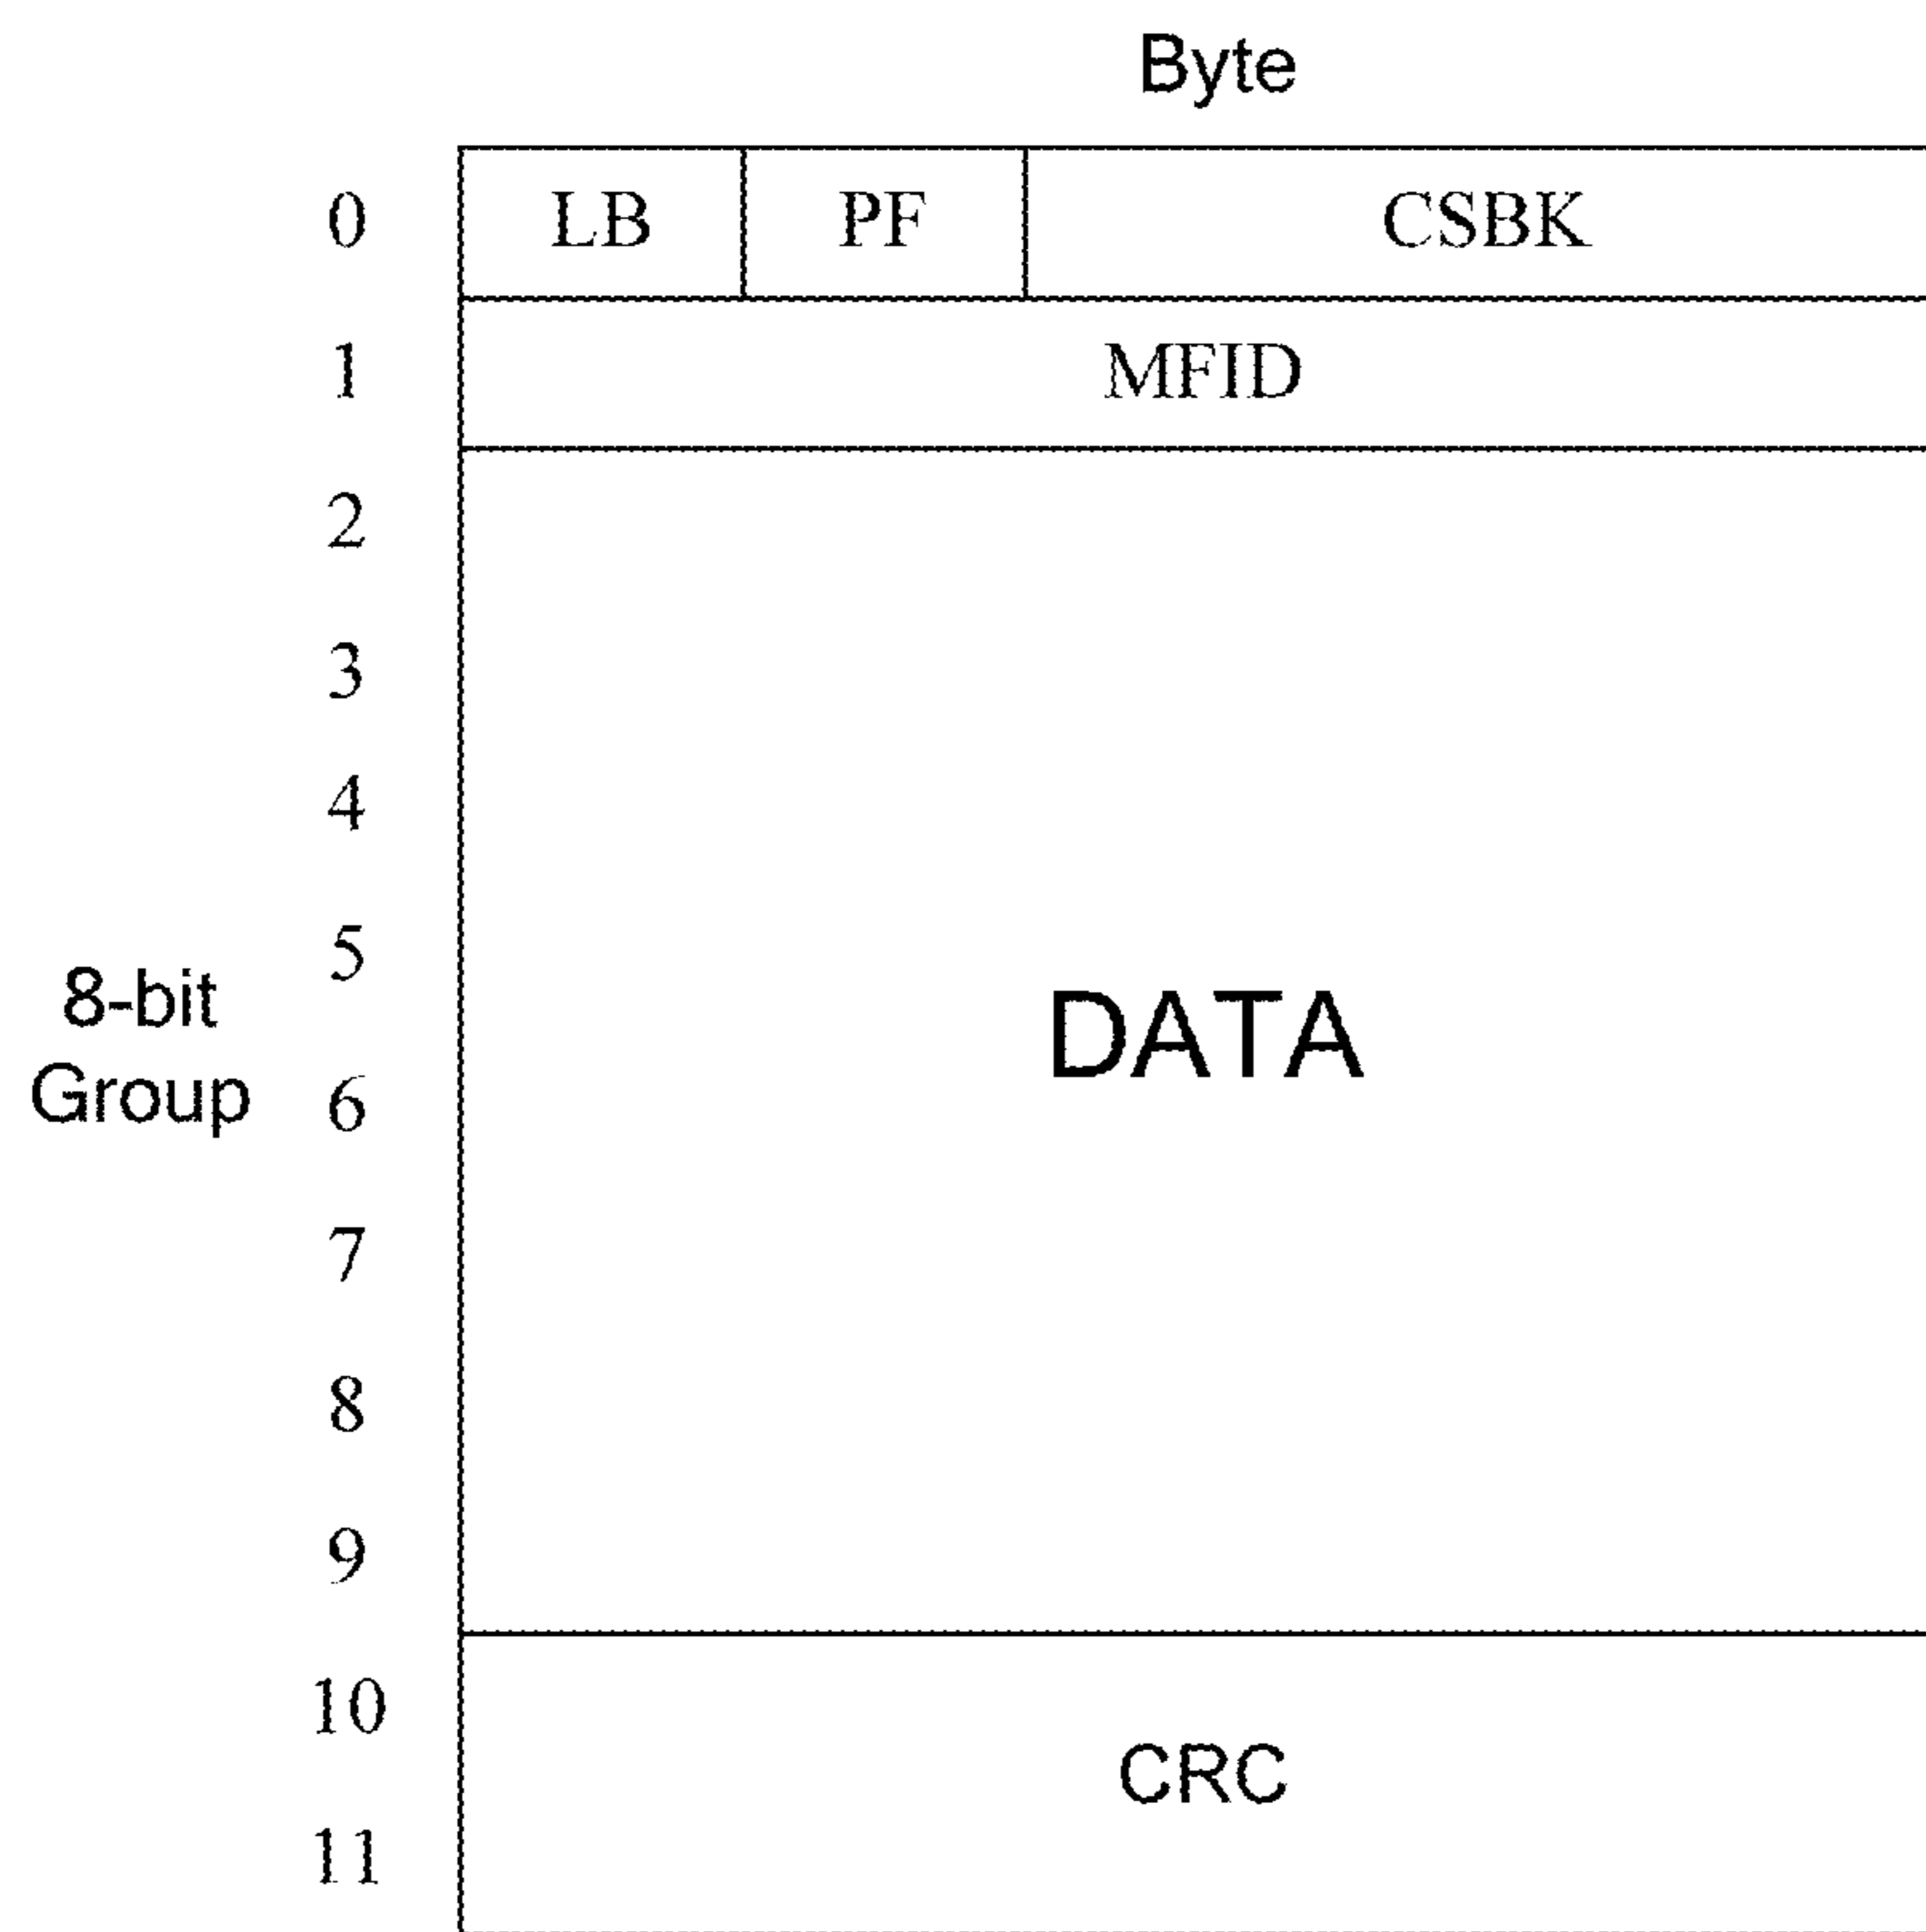 Byte
0 LB PF CSBK
1 MFID
2
3
4
5
8-bit
Group
6
DATA
7
8
9
10
CRC
11